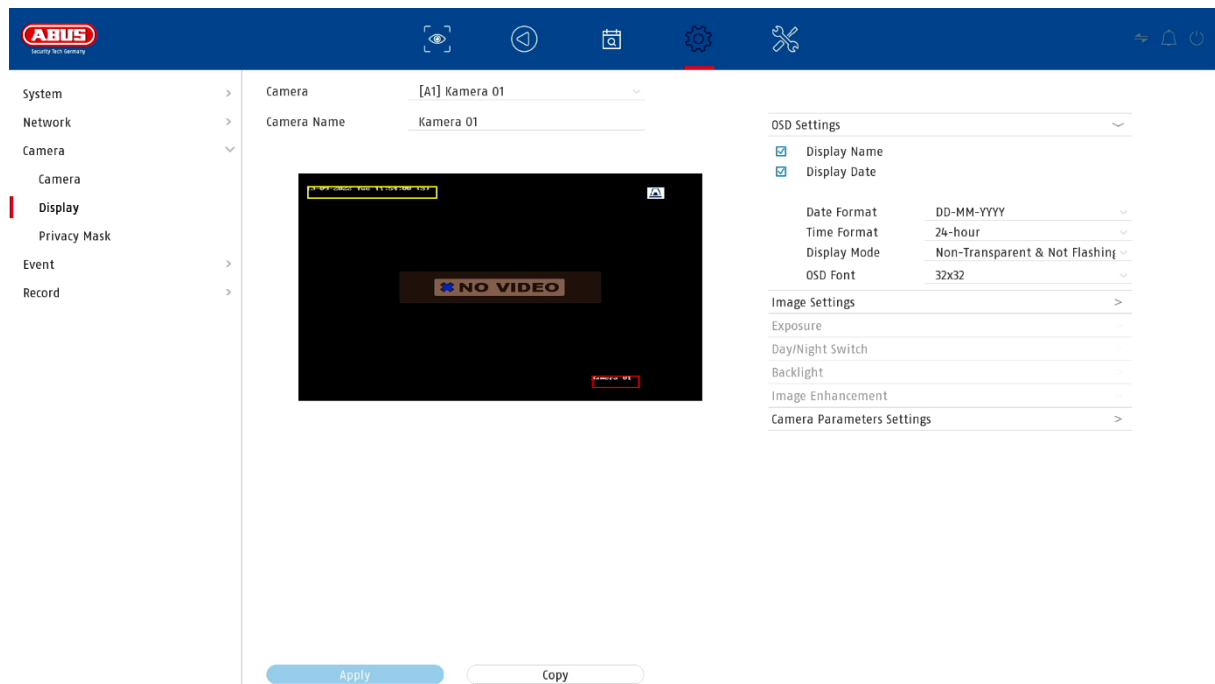 ABUS
Security Tech Germany
System
Network
Camera
Camera
Display
Privacy Mask
Event
Record
Camera [A1] Kamera 01
Camera Name Kamera 01
NO VIDEO
Kamera 01
OSD Settings
Display Name
Display Date
Date Format DD-MM-YYYY
Time Format 24-hour
Display Mode Non-Transparent & Not Flashing
OSD Font 32x32
Image Settings
Exposure
Day/Night Switch
Backlight
Image Enhancement
Camera Parameters Settings
Apply Copy